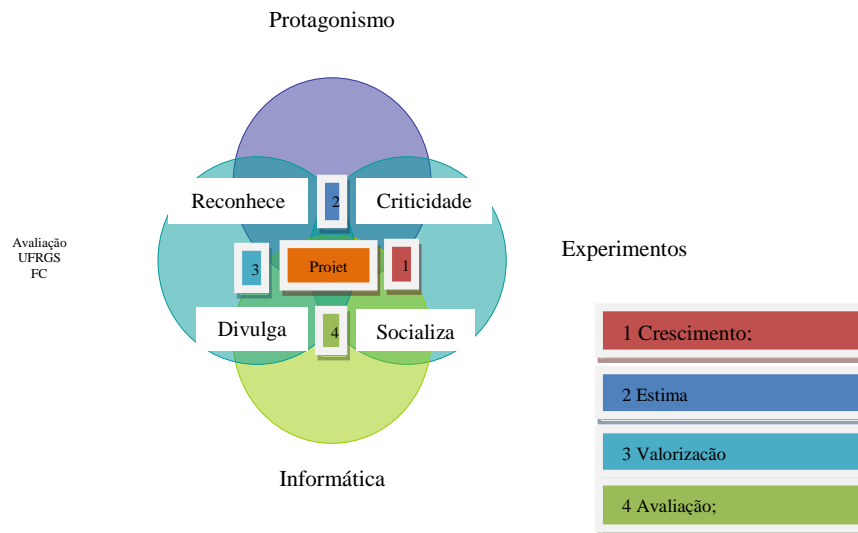 Protagonismo
Reconhece
2
Criticidade
Avaliação
UFRGS
FC
3
Projet
1
Experimentos
Divulga
4
Socializa
Informática
1 Crescimento;
2 Estima
3 Valorização
4 Avaliação;